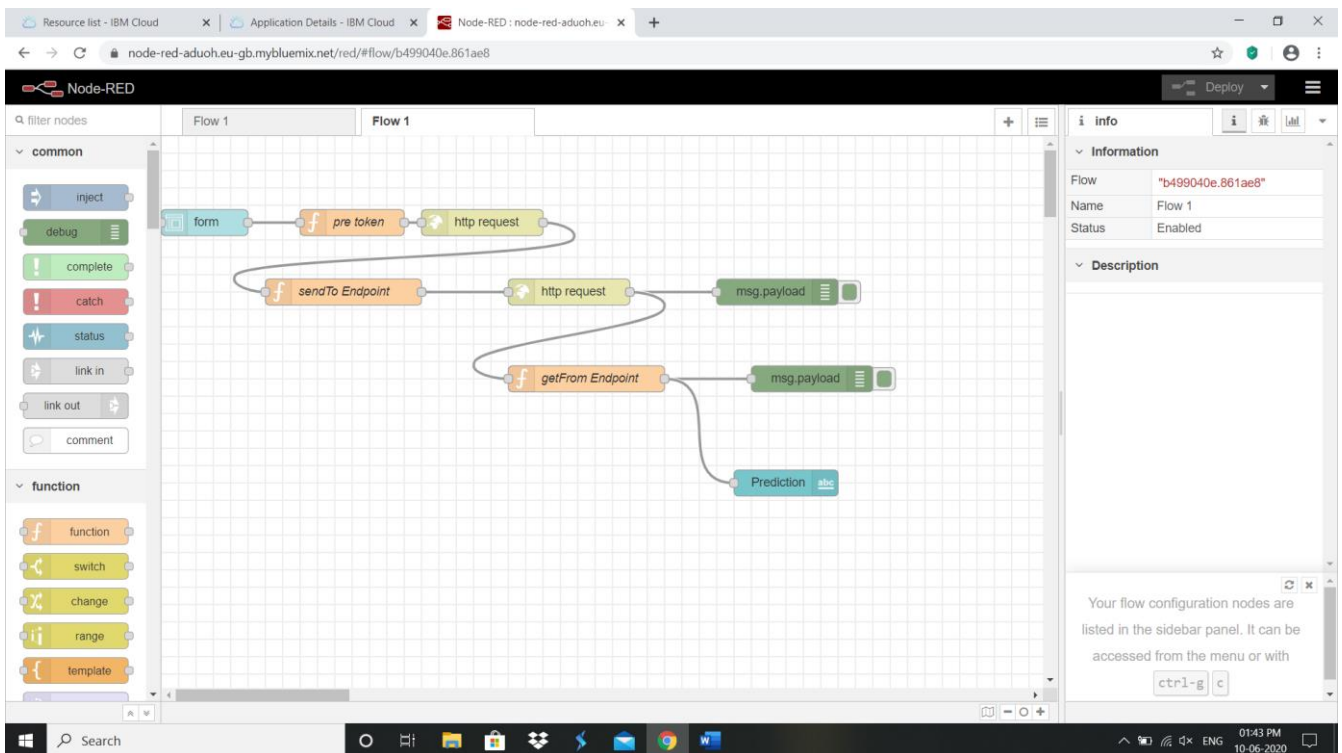 Resource list - IBM Cloud
Application Details - IBM Cloud
Node-RED : node-red-aduoh.eu-
node-red-aduoh.eu-gb.mybluemix.net/red/#flow/b499040e.861ae8
Node-RED
Deploy
filter nodes
Flow 1
Flow 1
i info
i
common
inject
debug
complete
catch
status
link in
link out
comment
function
function
switch
change
range
template
form
pre token
http request
sendTo Endpoint
http request
msg.payload
getFrom Endpoint
msg.payload
Prediction
abc
Information
Flow "b499040e.861ae8"
Name Flow 1
Status Enabled
Description
Your flow configuration nodes are
listed in the sidebar panel. It can be
accessed from the menu or with
ctrl-g c
Search
ENG
01:43 PM
10-06-2020